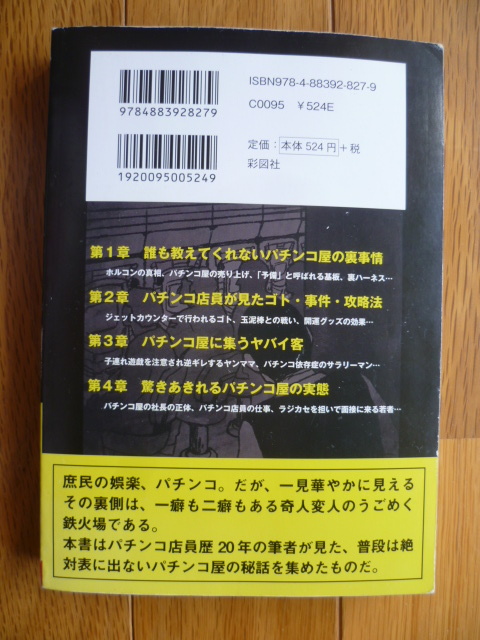 ISBN978-4-88392-827-9
C0095 ¥524E
9784883928279
定価：本体524円+税
彩図社
1920095005249
第1章 誰も教えてくれないパチンコ屋の裏事情
ホルコンの真相、パチンコ屋の売り上げ、「予備」と呼ばれる基板、裏ハーネス…
第2章 パチンコ店員が見たゴト・事件・攻略法
ジェットカウンターで行われるゴト、玉泥棒との戦い、開運グッズの効果…
第3章 パチンコ屋に集うヤバイ客
子連れ遊戯を注意され逆ギレするヤンママ、パチンコ依存症のサラリーマン…
第4章 驚きあきれるパチンコ屋の実態
パチンコ屋の社長の正体、パチンコ店員の仕事、ラジカセを担いで面接に来る若者…
庶民の娯楽、パチンコ。だが、一見華やかに見える
その裏側は、一癖も二癖もある奇人変人のうごめく
鉄火場である。
本書はパチンコ店員歴20年の筆者が見た、普段は絶
対表に出ないパチンコ屋の秘話を集めたものだ。